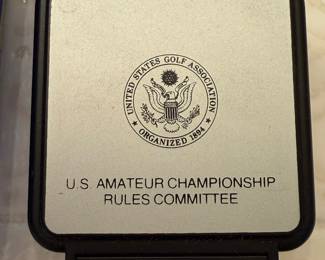 UNITED STATES GOLF ASSOCIATION
ORGANIZED 1894
U.S. AMATEUR CHAMPIONSHIP
RULES COMMITTEE